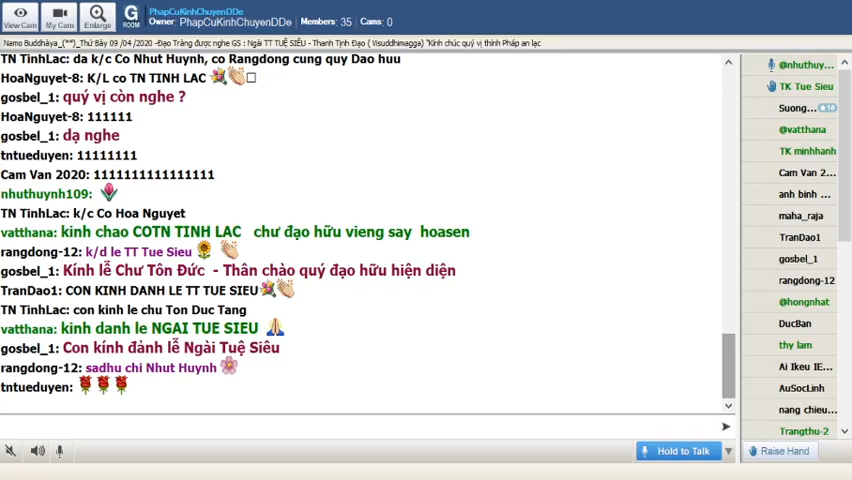 View Cam
My Cam
Enlarge
G
ROOM
PhapCuKinhChuyenDDe
Owner: PhapCuKinhChuyenDDe | Members: 35 | Cams: 0
Namo Buddhàya_(**)_Thứ Bảy 09 /04 /2020 -Đạo Tràng được nghe GS : Ngài TT TUỆ SIÊU - Thanh Tịnh Đạo ( Visuddhimagga) "Kính chúc quý vị thính Pháp an lạc
TN TinhLac: da k/c Co Nhut Huynh, co Rangdong cung quy Dao huu
HoaNguyet-8: K/L co TN TINH LAC
gosbel_1: quý vị còn nghe ?
HoaNguyet-8: 111111
gosbel_1: dạ nghe
tntueduyen: 11111111
Cam Van 2020: 1111111111111111
nhuthuynh109:
TN TinhLac: k/c Co Hoa Nguyet
vatthana: kinh chao COTN TINH LAC chư đạo hữu vieng say hoasen
rangdong-12: k/d le TT Tue Sieu
gosbel_1: Kính lễ Chư Tôn Đức - Thân chào quý đạo hữu hiện diện
TranDao1: CON KINH DANH LE TT TUE SIEU
TN TinhLac: con kinh le chu Ton Duc Tang
vatthana: kinh danh le NGAI TUE SIEU
gosbel_1: Con kính đảnh lễ Ngài Tuệ Siêu
rangdong-12: sadhu chi Nhut Huynh
tntueduyen:
@nhuthuy...
TK Tue Sieu
Suong...
@vatthana
TK minhhanh
Cam Van 2...
anh binh ...
maha_raja
TranDao1
gosbel_1
rangdong-12
@hongnhat
DucBan
thy lam
Ai Ikeu IE...
AuSocLinh
nang chieu...
Trangthu-2
Hold to Talk
Raise Hand